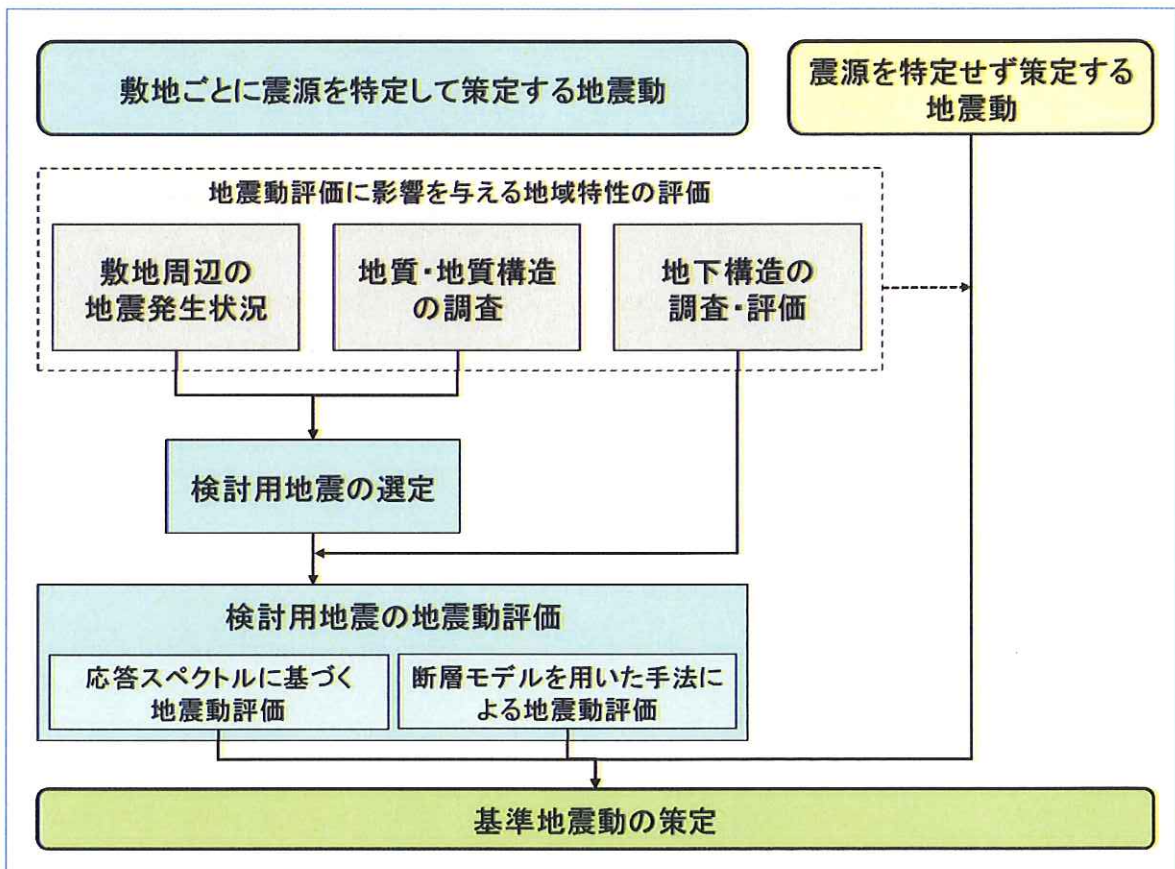 敷地ごとに震源を特定して策定する地震動
震源を特定せず策定する
地震動
地震動評価に影響を与える地域特性の評価
敷地周辺の
地震発生状況
地質・地質構造
の調査
地下構造の
調査・評価
検討用地震の選定
検討用地震の地震動評価
応答スペクトルに基づく
地震動評価
断層モデルを用いた手法に
よる地震動評価
基準地震動の策定